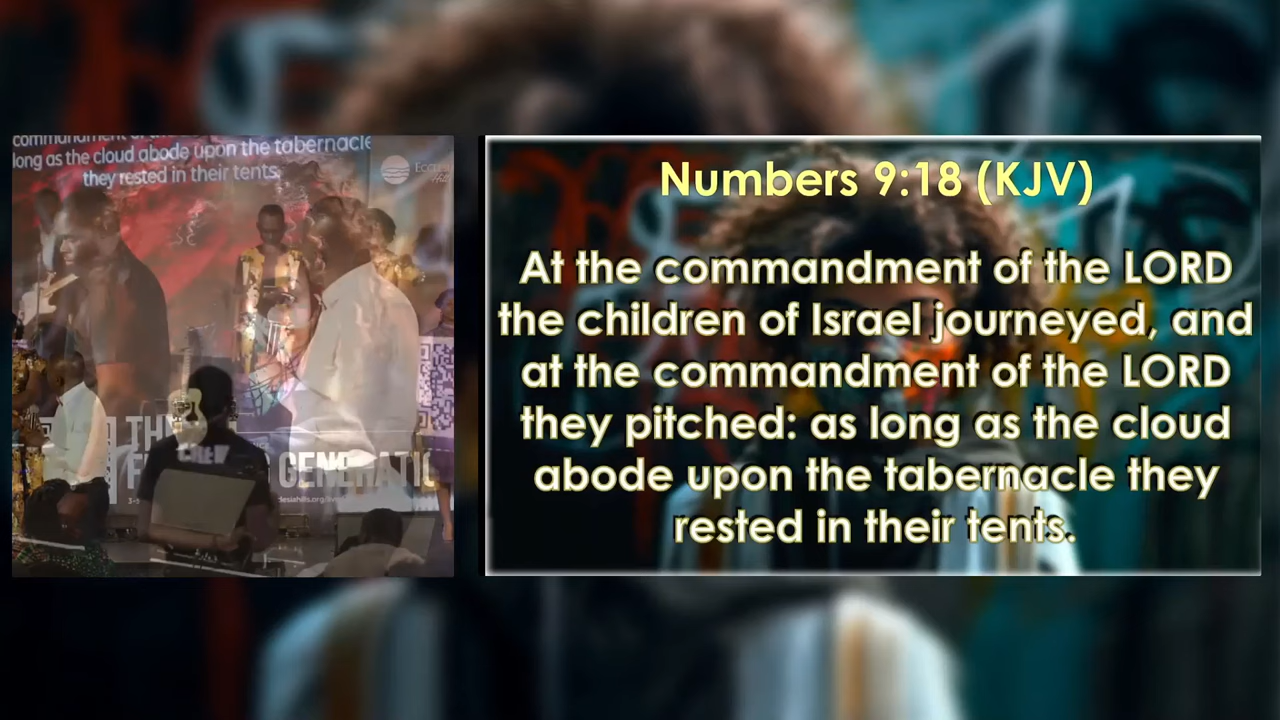 long as the cloud abode upon the tabernacle
they rested in their tents.
GENERATIO
CREW
Numbers 9:18 (KJV)
At the commandment of the LORD
the children of Israel journeyed, and
at the commandment of the LORD
they pitched: as long as the cloud
abode upon the tabernacle they
rested in their tents.